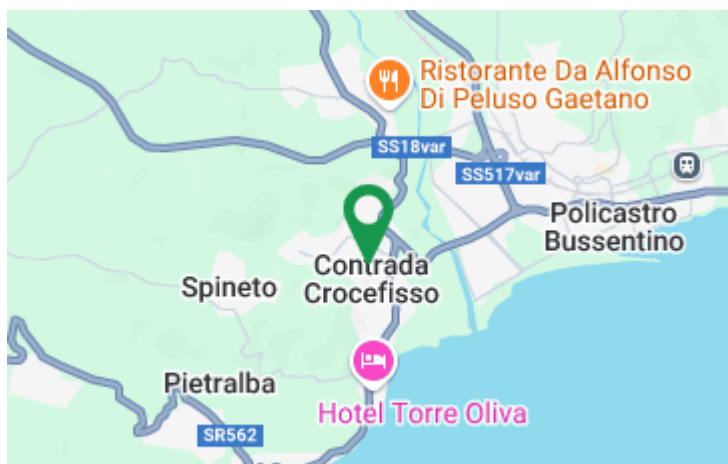 Ristorante Da Alfonso
Di Peluso Gaetano
SS18var
SS517var
Policastro
Bussentino
Contrada
Crocefisso
Spineto
Pietralba
Hotel Torre Oliva
SR562